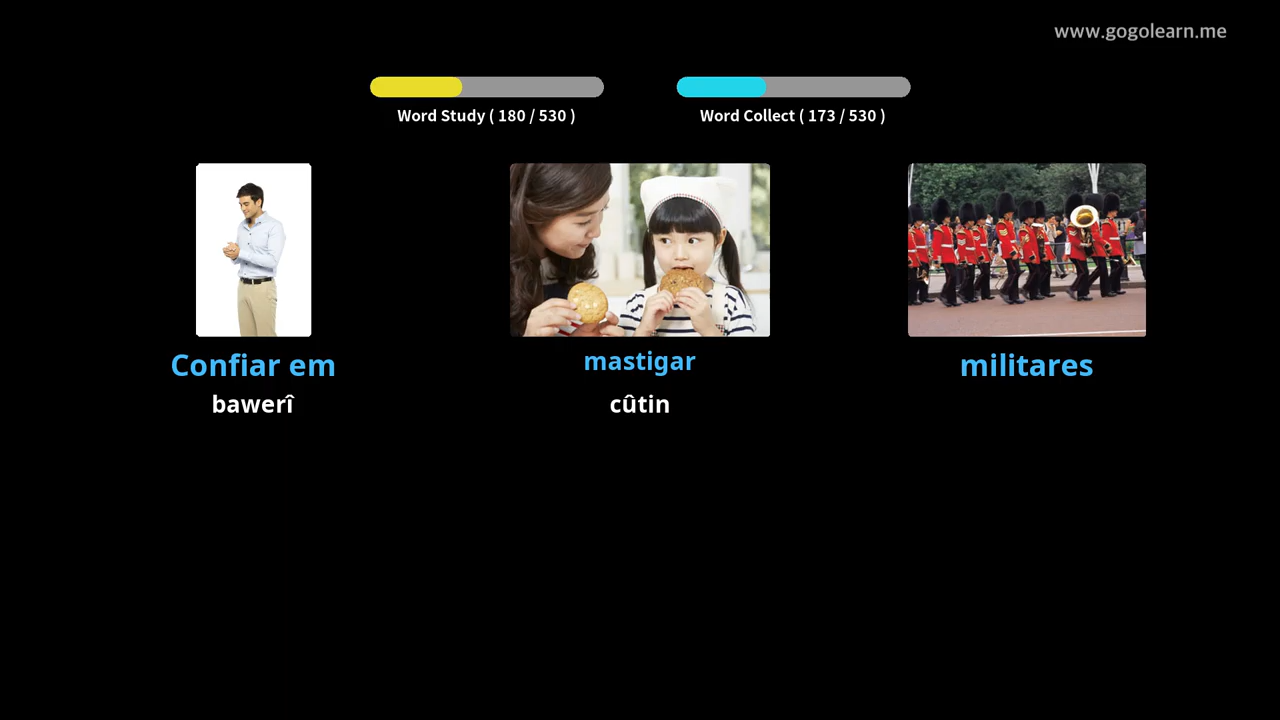 www.gogolearn.me
Word Study ( 180 / 530 )
Word Collect ( 173 / 530 )
Confiar em
bawerî
mastigar
cûtin
militares